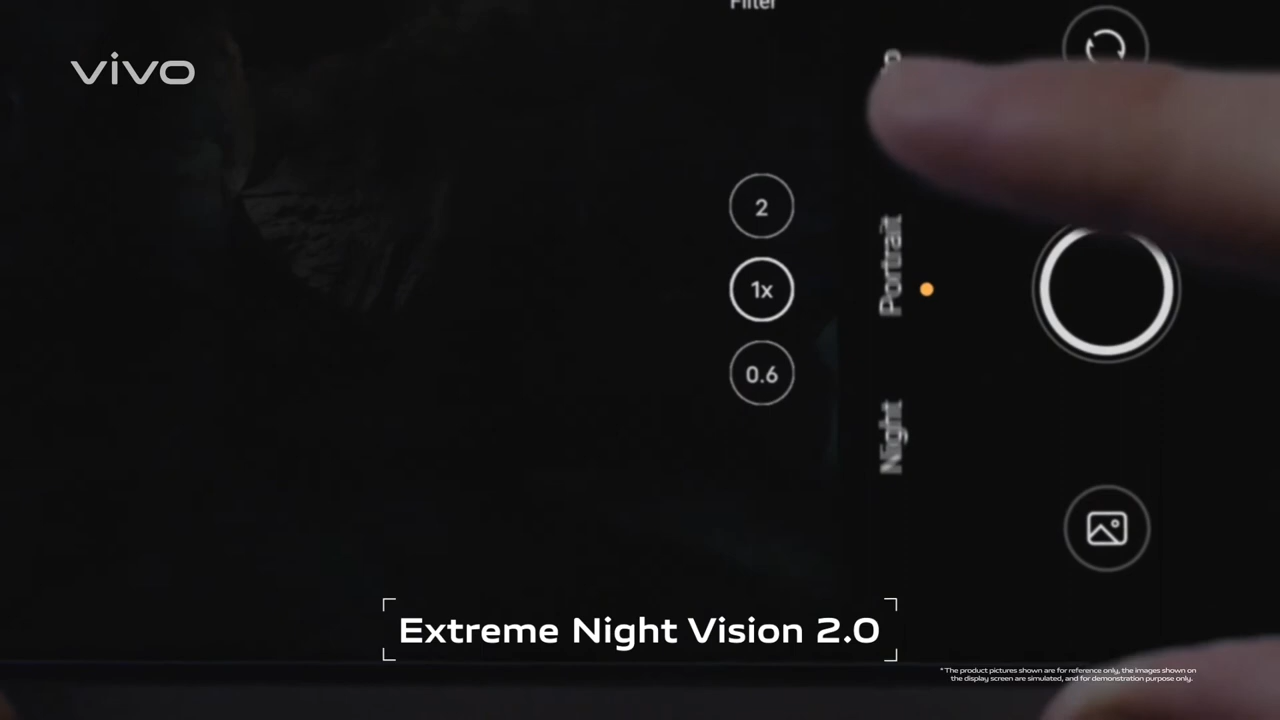 Filter
vivo
2
Portrait
1x
0.6
Night
Extreme Night Vision 2.0
* The product pictures shown are for reference only, the images shown on
the display screen are simulated, and for demonstration purpose only.